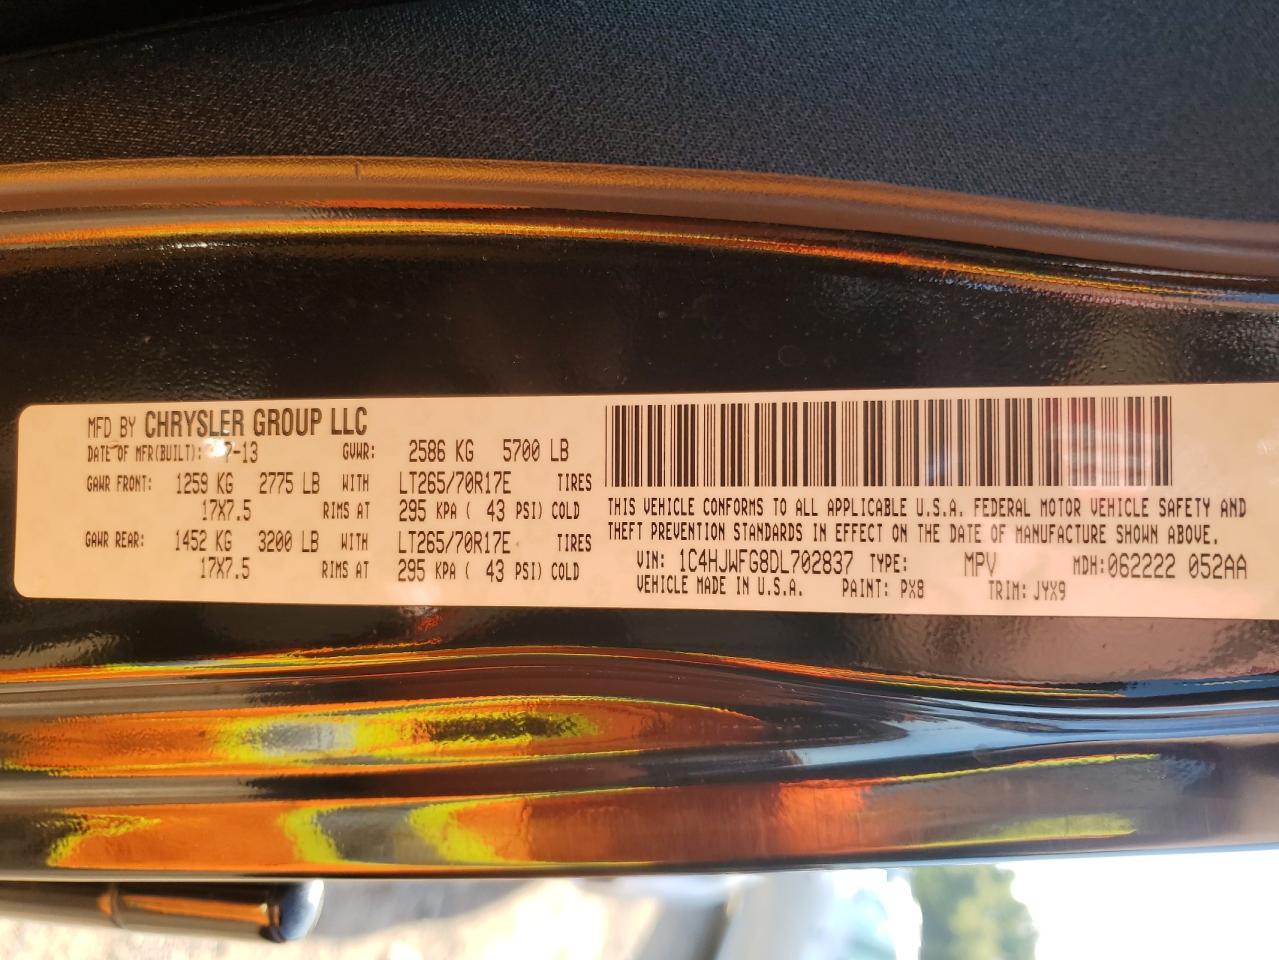 MFD BY CHRYSLER GROUP LLC
DATE OF MFR(BUILT): 7-13 GVWR: 2586 KG 5700 LB
GAWR FRONT: 1259 KG 2775 LB WITH LT265/70R17E TIRES
17X7.5 RIMS AT 295 KPA ( 43 PSI) COLD
GAWR REAR: 1452 KG 3200 LB WITH LT265/70R17E TIRES
17X7.5 RIMS AT 295 KPA ( 43 PSI) COLD
THIS VEHICLE CONFORMS TO ALL APPLICABLE U.S.A. FEDERAL MOTOR VEHICLE SAFETY AND
THEFT PREVENTION STANDARDS IN EFFECT ON THE DATE OF MANUFACTURE SHOWN ABOVE.
VIN: 1C4HJWFG8DL702837 TYPE: MPV MDH:062222 052AA
VEHICLE MADE IN U.S.A. PAINT: PX8 TRIM: JYX9